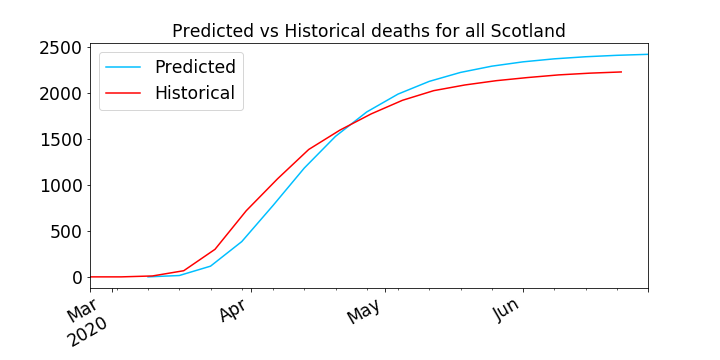 Predicted vs Historical deaths for all Scotland
2500
2000
1500
1000
500
0
Predicted
Historical
Mar
2020
Apr
May
Jun